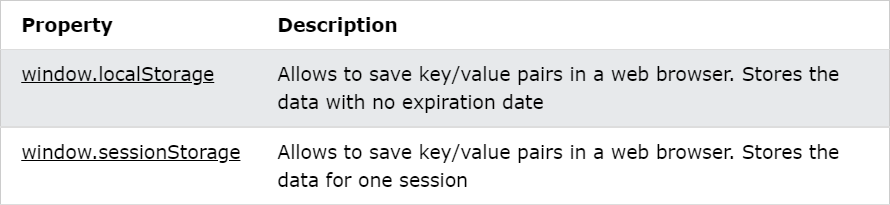 Property Description
window.localStorage Allows to save key/value pairs in a web browser. Stores the
data with no expiration date
window.sessionStorage Allows to save key/value pairs in a web browser. Stores the
data for one session